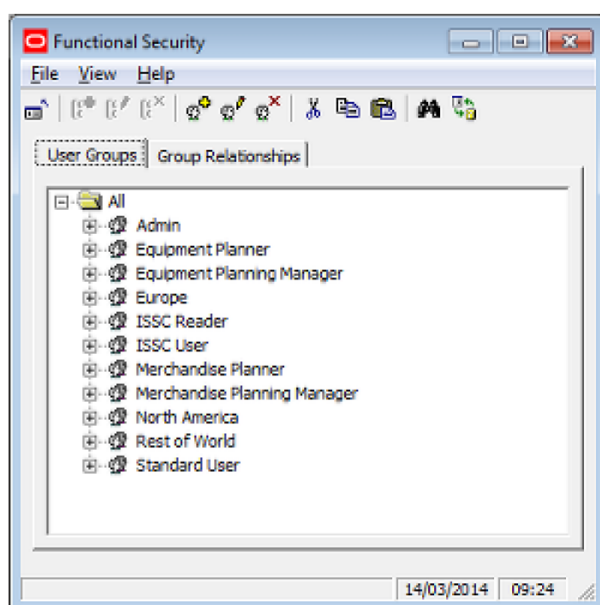 Functional Security
File View Help
User Groups Group Relationships
All
Admin
Equipment Planner
Equipment Planning Manager
Europe
ISSC Reader
ISSC User
Merchandise Planner
Merchandise Planning Manager
North America
Rest of World
Standard User
14/03/2014 09:24